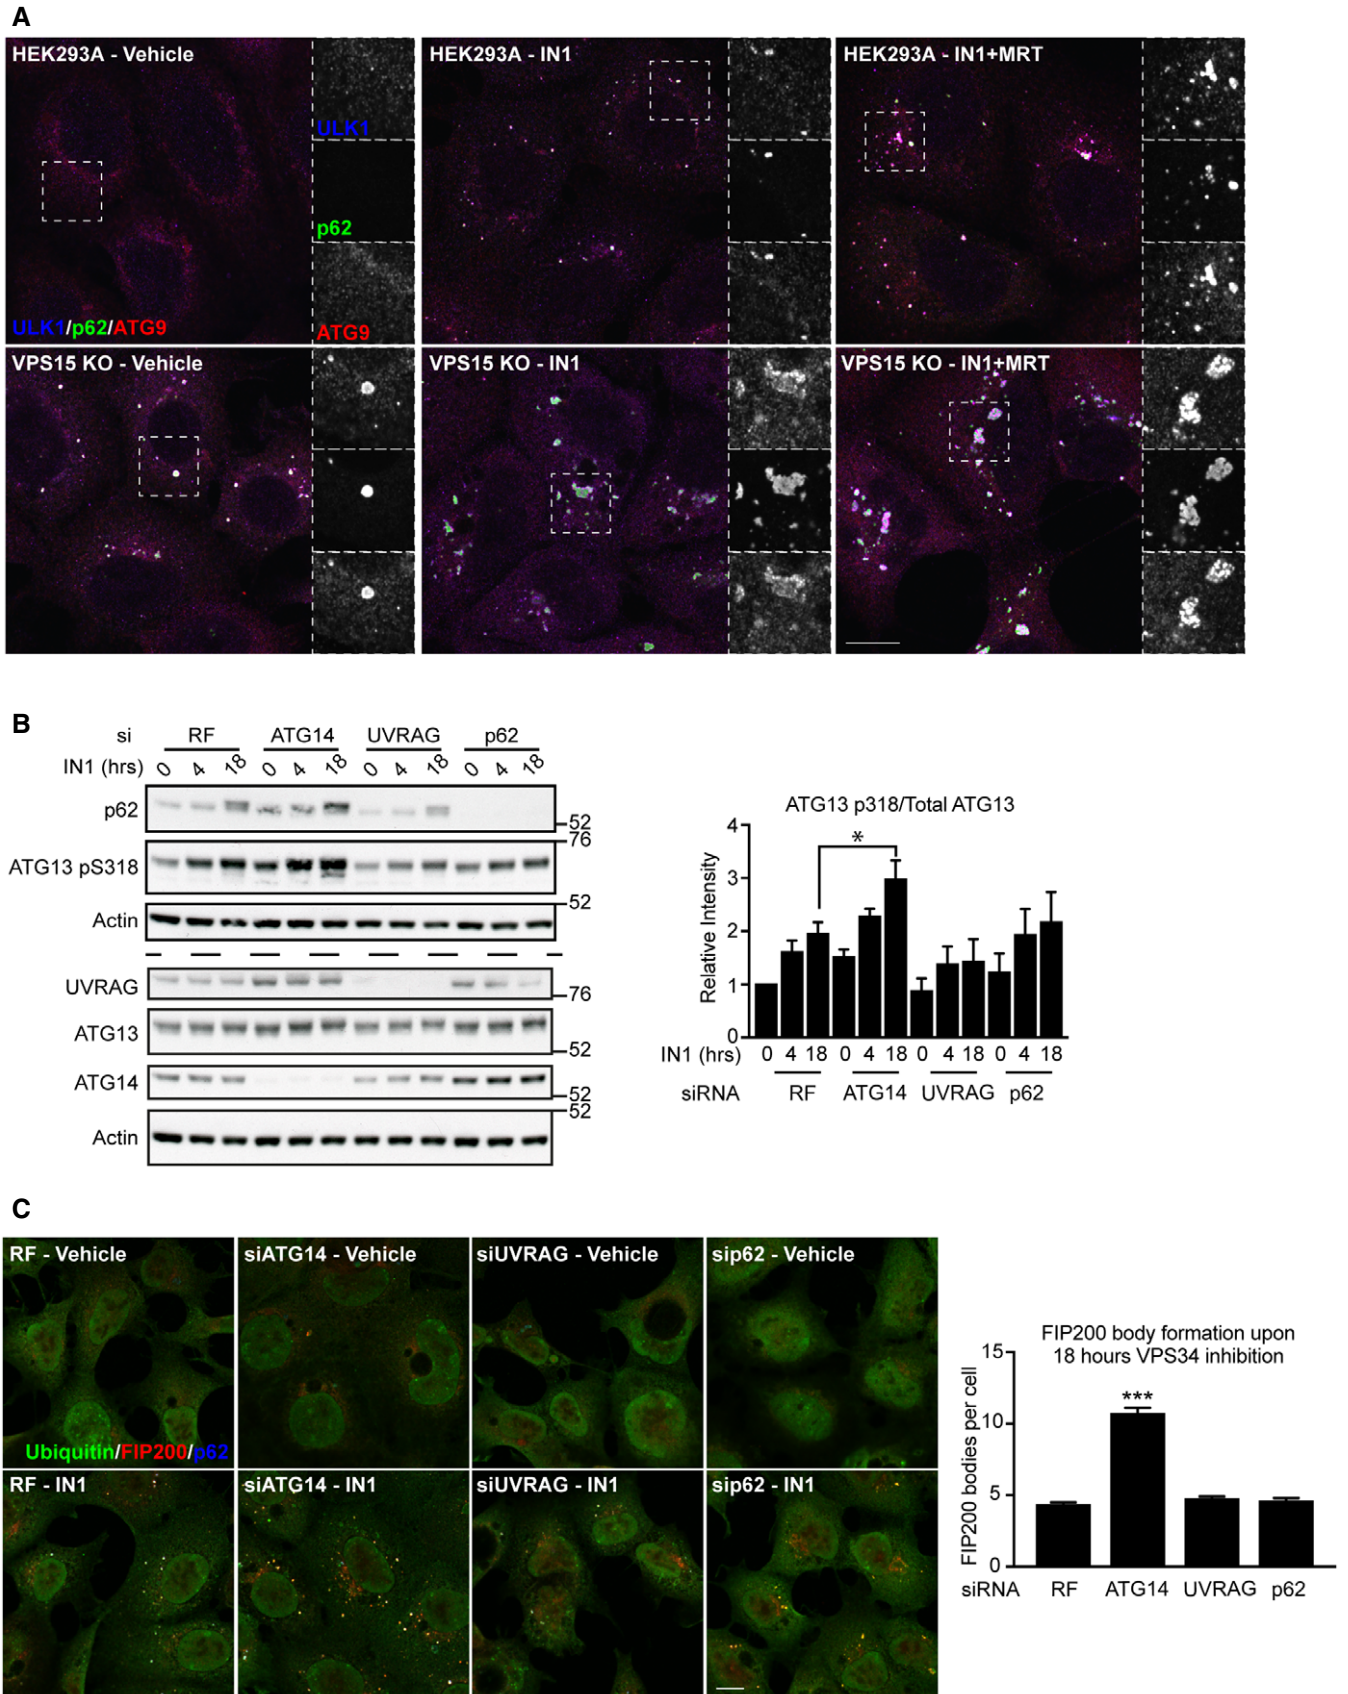 A
HEK293A - Vehicle
ULK1
p62
ATG9
ULK1/p62/ATG9
HEK293A - IN1
HEK293A - IN1+MRT
VPS15 KO - Vehicle
VPS15 KO - IN1
VPS15 KO - IN1+MRT
B
si RF ATG14 UVRAG p62
IN1 (hrs) 0 4 18 0 4 18 0 4 18 0 4 18
p62
52
76
ATG13 pS318
52
Actin
UVRAG
76
ATG13
52
ATG14
52
52
Actin
ATG13 p318/Total ATG13
Relative Intensity
4
3
2
1
0
*
IN1 (hrs) 0 4 18 0 4 18 0 4 18 0 4 18
siRNA RF ATG14 UVRAG p62
C
RF - Vehicle
siATG14 - Vehicle
siUVRAG - Vehicle
sip62 - Vehicle
Ubiquitin/FIP200/p62
RF - IN1
siATG14 - IN1
siUVRAG - IN1
sip62 - IN1
FIP200 body formation upon
18 hours VPS34 inhibition
FIP200 bodies per cell
15
10
5
0
***
siRNA RF ATG14 UVRAG p62